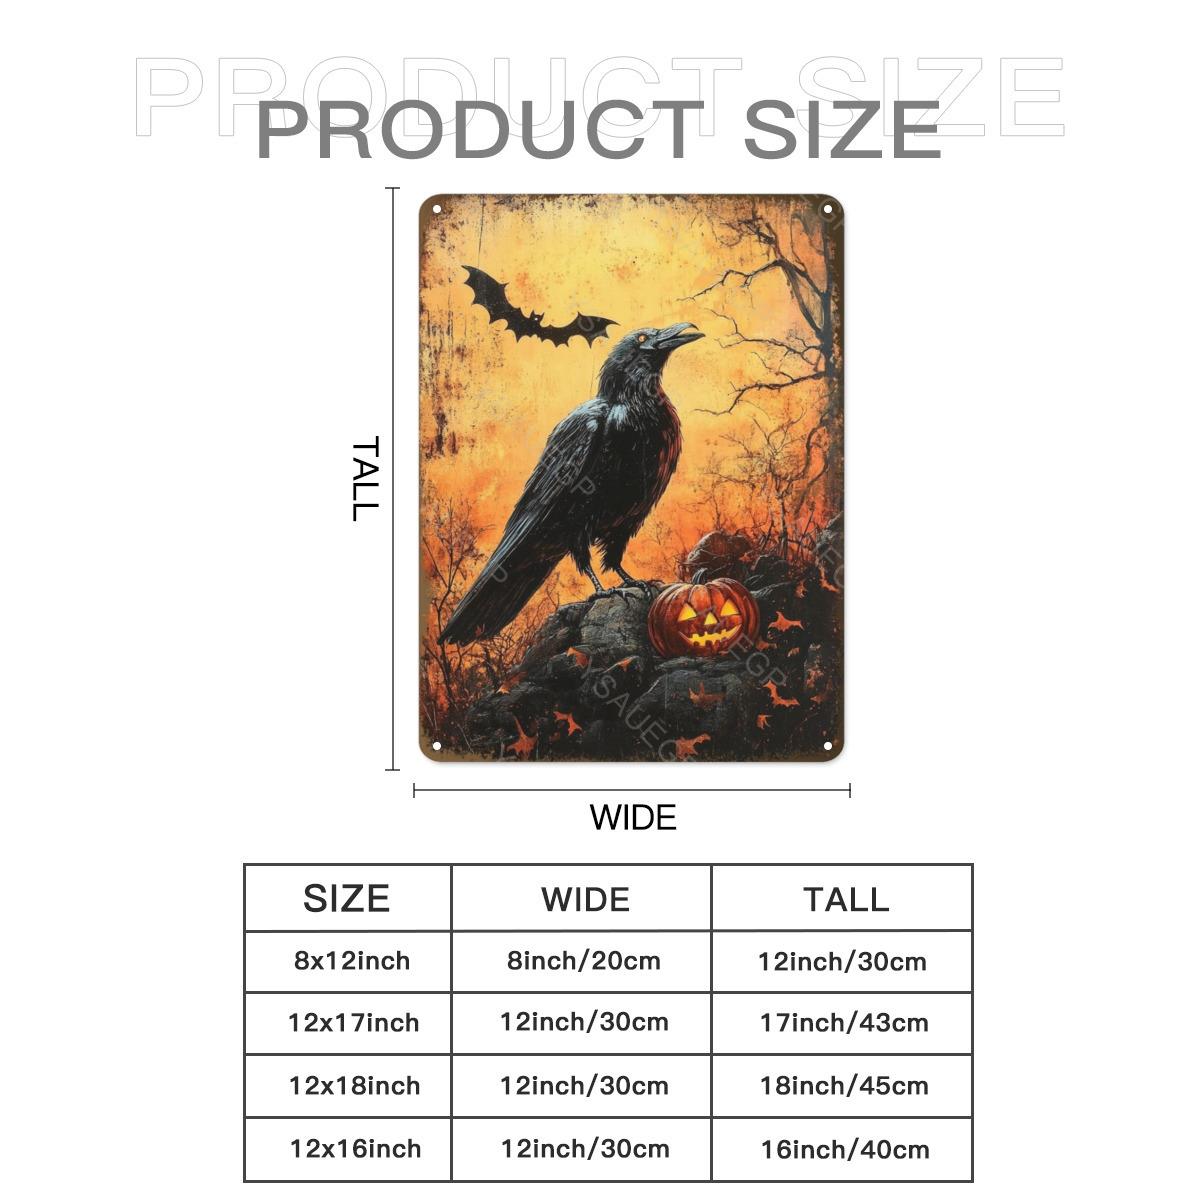 PRODUCT SIZE
PRODUCT SIZE
TALL
YSAUEGP
WIDE
SIZE WIDE TALL
8x12inch 8inch/20cm 12inch/30cm
12x17inch 12inch/30cm 17inch/43cm
12x18inch 12inch/30cm 18inch/45cm
12x16inch 12inch/30cm 16inch/40cm